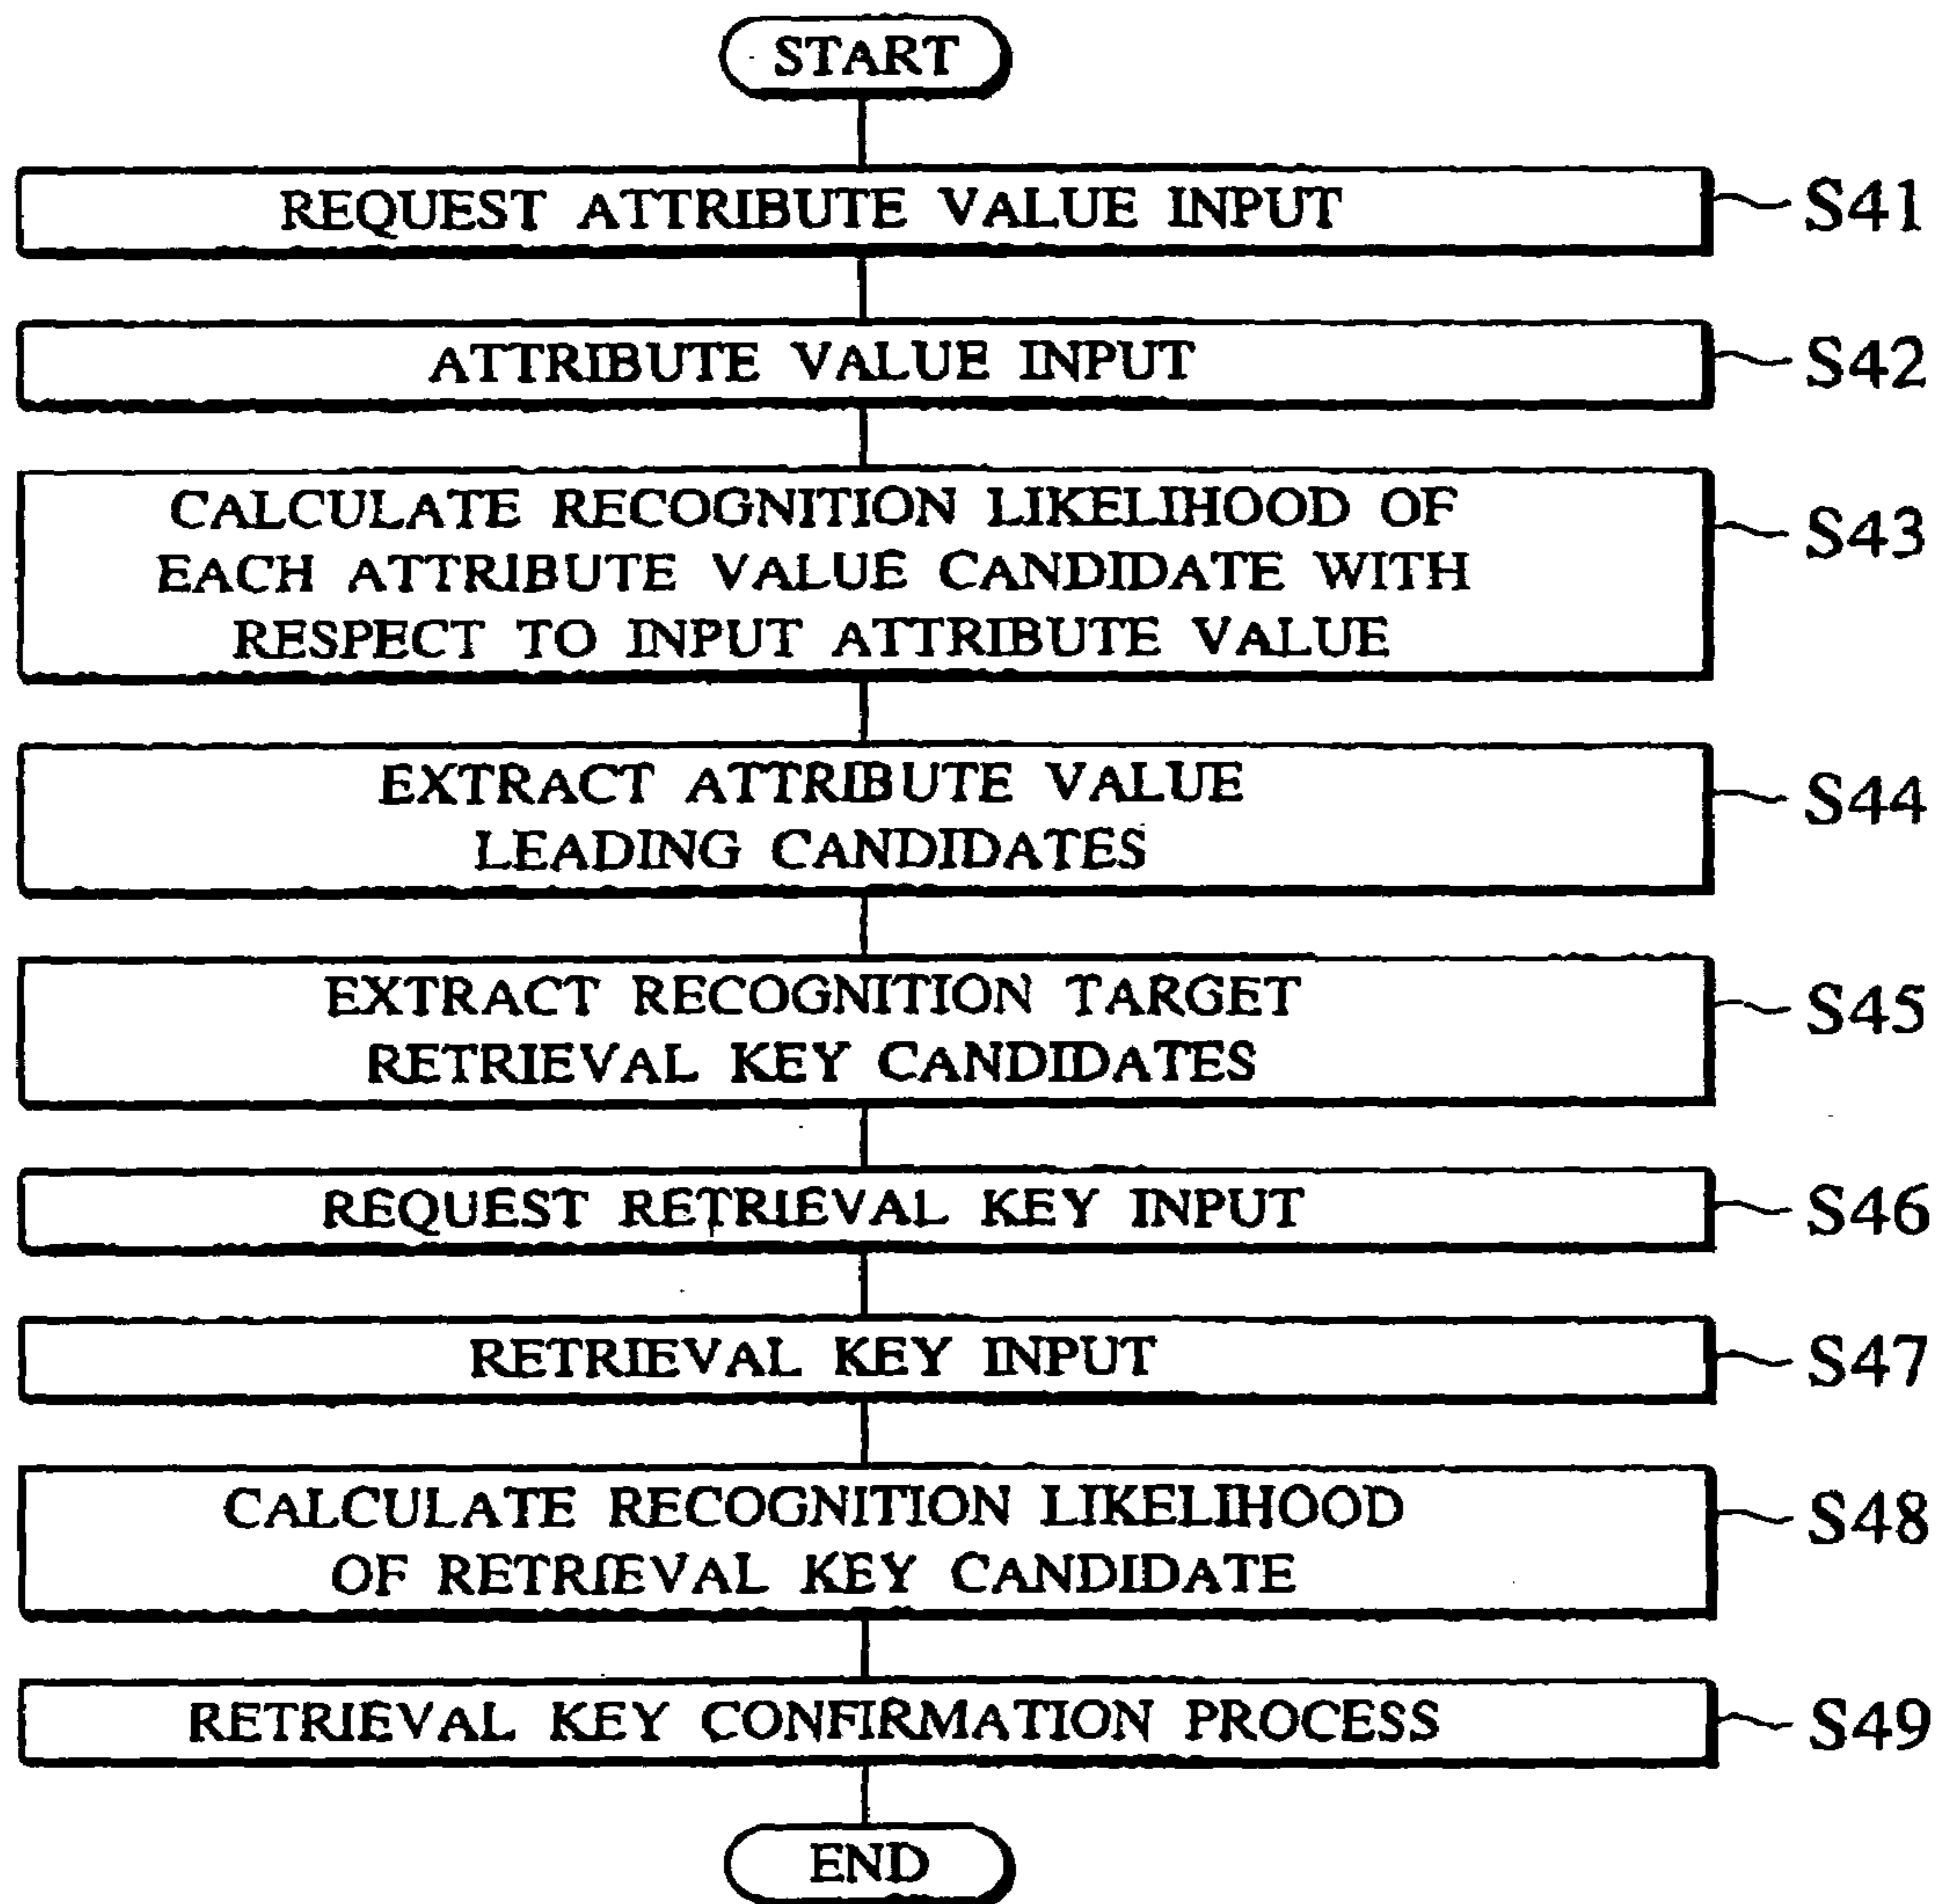 START
REQUEST ATTRIBUTE VALUE INPUT
S41
ATTRIBUTE VALUE INPUT
S42
CALCULATE RECOGNITION LIKELIHOOD OF
EACH ATTRIBUTE VALUE CANDIDATE WITH
RESPECT TO INPUT ATTRIBUTE VALUE
S43
EXTRACT ATTRIBUTE VALUE
LEADING CANDIDATES
S44
EXTRACT RECOGNITION TARGET
RETRIEVAL KEY CANDIDATES
S45
REQUEST RETRIEVAL KEY INPUT
S46
RETRIEVAL KEY INPUT
S47
CALCULATE RECOGNITION LIKELIHOOD
OF RETRIEVAL KEY CANDIDATE
S48
RETRIEVAL KEY CONFIRMATION PROCESS
S49
END